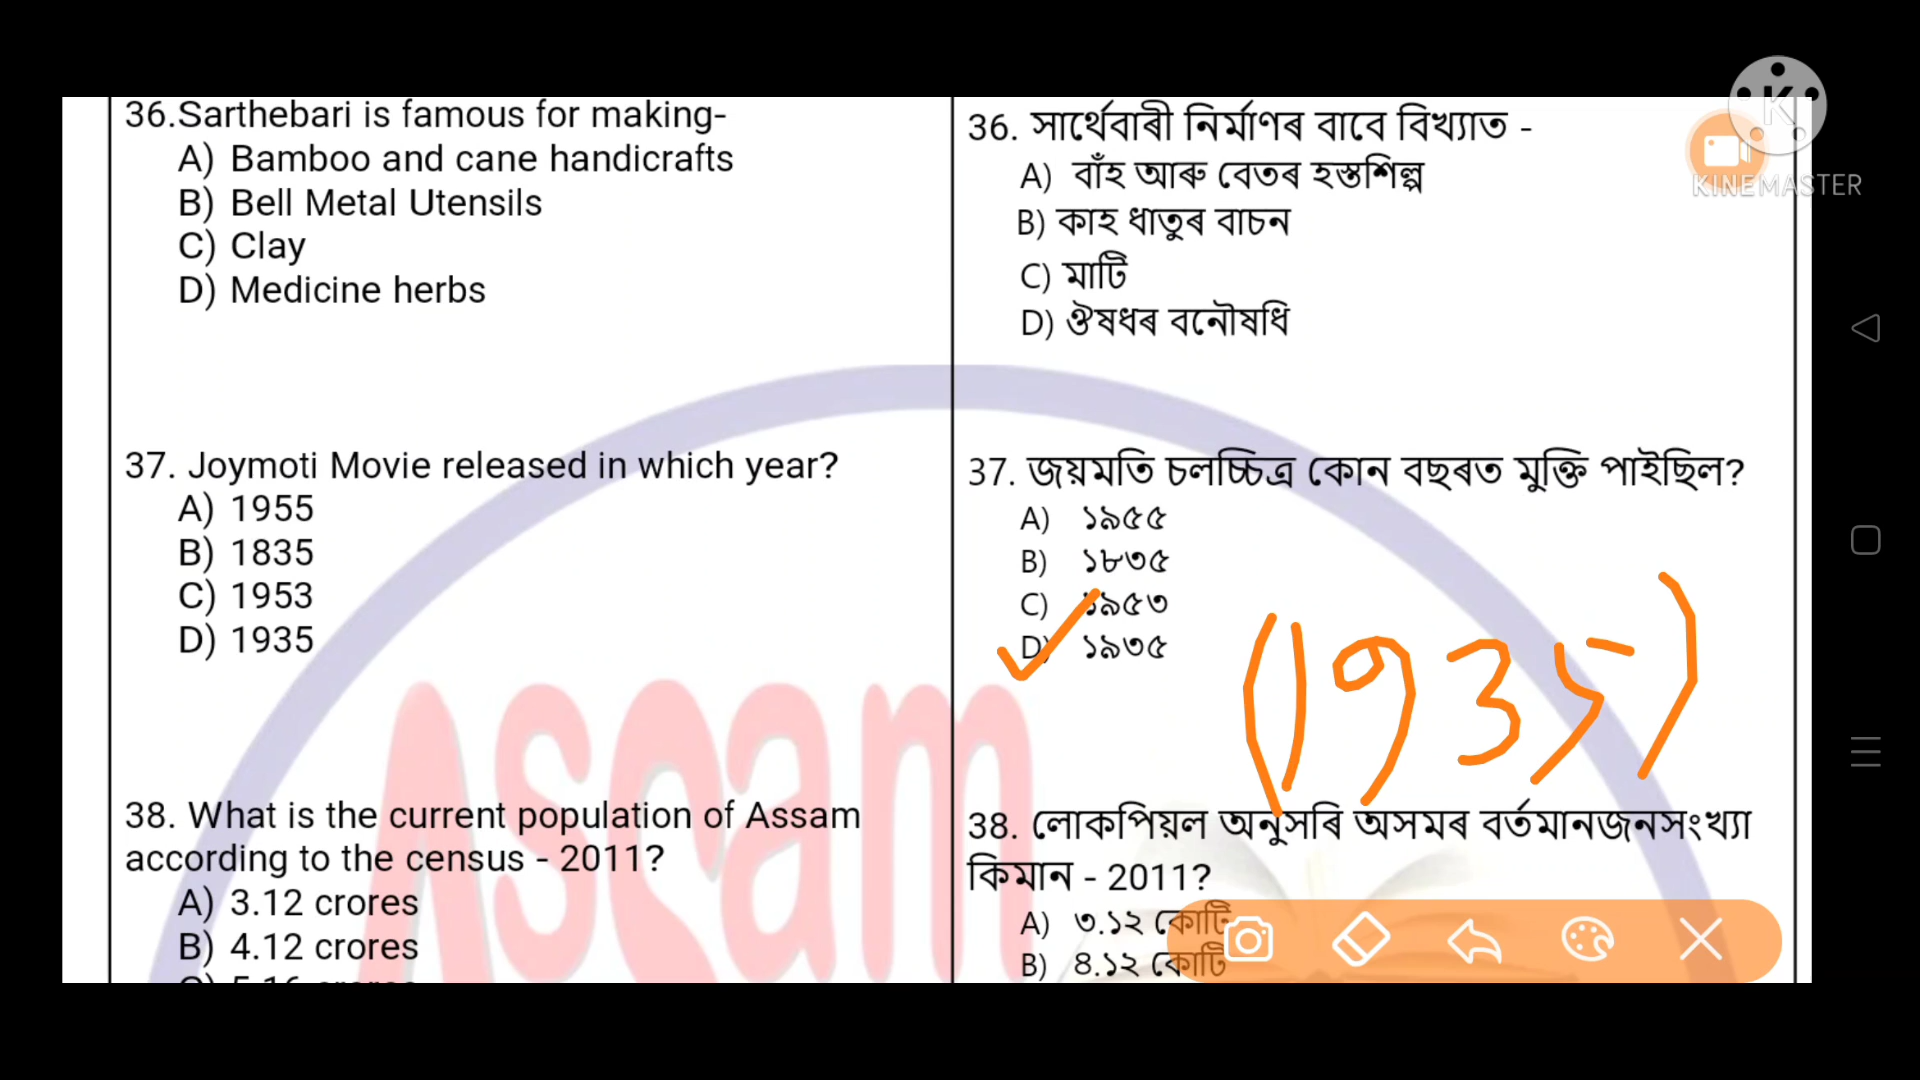 36.Sarthebari is famous for making-
A) Bamboo and cane handicrafts
B) Bell Metal Utensils
C) Clay
D) Medicine herbs
37. Joymoti Movie released in which year?
A) 1955
B) 1835
C) 1953
D) 1935
38. What is the current population of Assam
according to the census - 2011?
A) 3.12 crores
B) 4.12 crores
36. সাৰ্থেবাৰী নিৰ্মাণৰ বাবে বিখ্যাত -
A) বাঁহ আৰু বেতৰ হস্তশিল্প
B) কাহ ধাতুৰ বাচন
C) মাটি
D) ঔষধৰ বনৌষধি
37. জয়মতি চলচ্চিত্ৰ কোন বছৰত মুক্তি পাইছিল?
A) ১৯৫৫
B) ১৮৩৫
C) ১৯৫৩
D) ১৯৩৫
(1935)
38. লোকপিয়ল অনুসৰি অসমৰ বৰ্তমানজনসংখ্যা
কিমান - 2011?
A) ৩.১২ কোটি
B) ৪.১২ কোটি
Assam
K
KINEMASTER